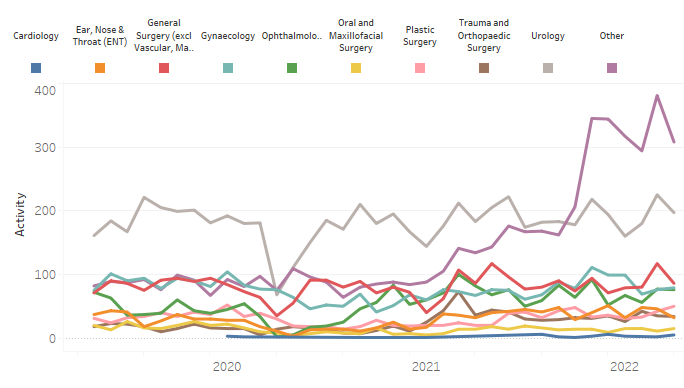 Cardiology
Ear, Nose &
Throat (ENT)
General
Surgery (excl
Vascular, Ma..
Gynaecology
Ophthalmolo..
Oral and
Maxillofacial
Surgery
Plastic
Surgery
Trauma and
Orthopaedic
Surgery
Urology
Other
Activity
400
300
200
100
0
2020
2021
2022